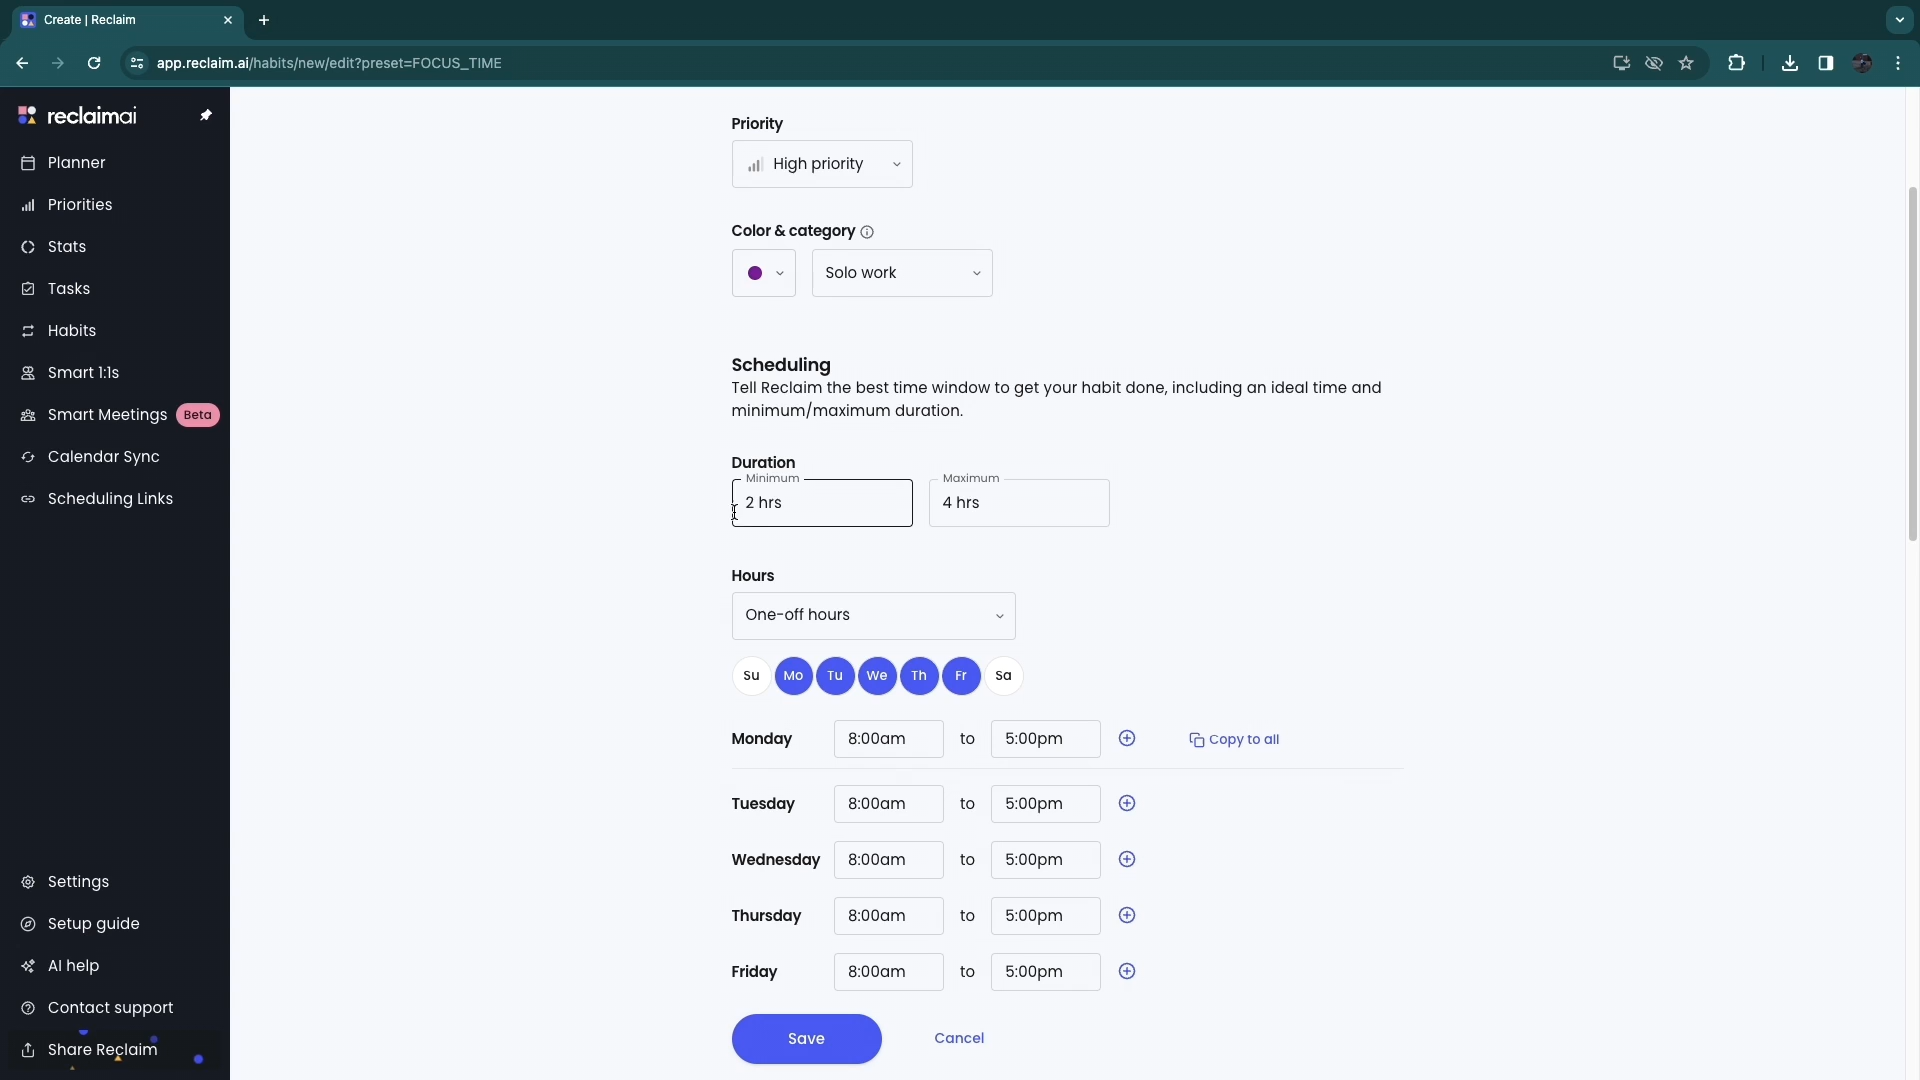 Create | Reclaim
app.reclaim.ai/habits/new/edit?preset=FOCUS_TIME
reclaimai
Planner
Priorities
Stats
Tasks
Habits
Smart 1:1s
Smart Meetings Beta
Calendar Sync
Scheduling Links
Settings
Setup guide
AI help
Contact support
Share Reclaim
Priority
High priority
Color & category
Solo work
Scheduling
Tell Reclaim the best time window to get your habit done, including an ideal time and
minimum/maximum duration.
Duration
Minimum Maximum
2 hrs 4 hrs
Hours
One-off hours
Su Mo Tu We Th Fr Sa
Monday 8:00am to 5:00pm Copy to all
Tuesday 8:00am to 5:00pm
Wednesday 8:00am to 5:00pm
Thursday 8:00am to 5:00pm
Friday 8:00am to 5:00pm
Save Cancel